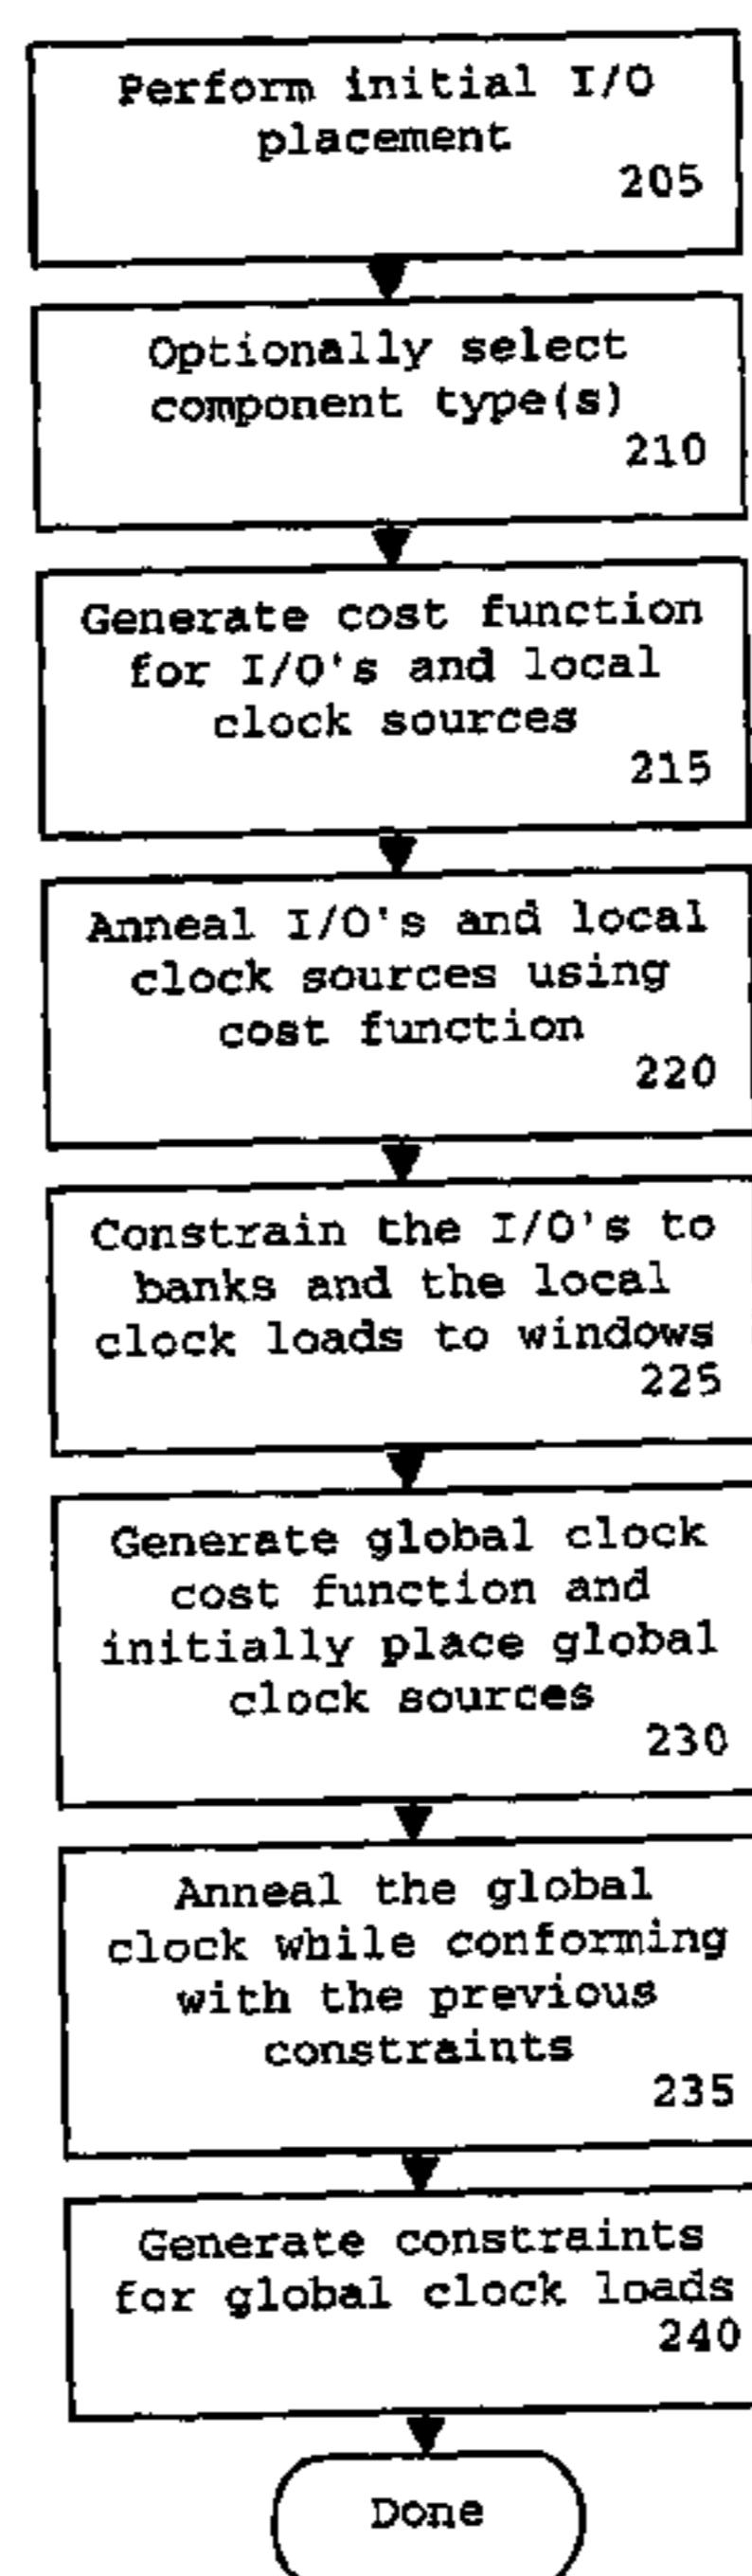 Perform initial I/O
placement
205
Optionally select
component type(s)
210
Generate cost function
for I/O's and local
clock sources
215
Anneal I/O's and local
clock sources using
cost function
220
Constrain the I/O's to
banks and the local
clock loads to windows
225
Generate global clock
cost function and
initially place global
clock sources
230
Anneal the global
clock while conforming
with the previous
constraints
235
Generate constraints
for global clock loads
240
Done